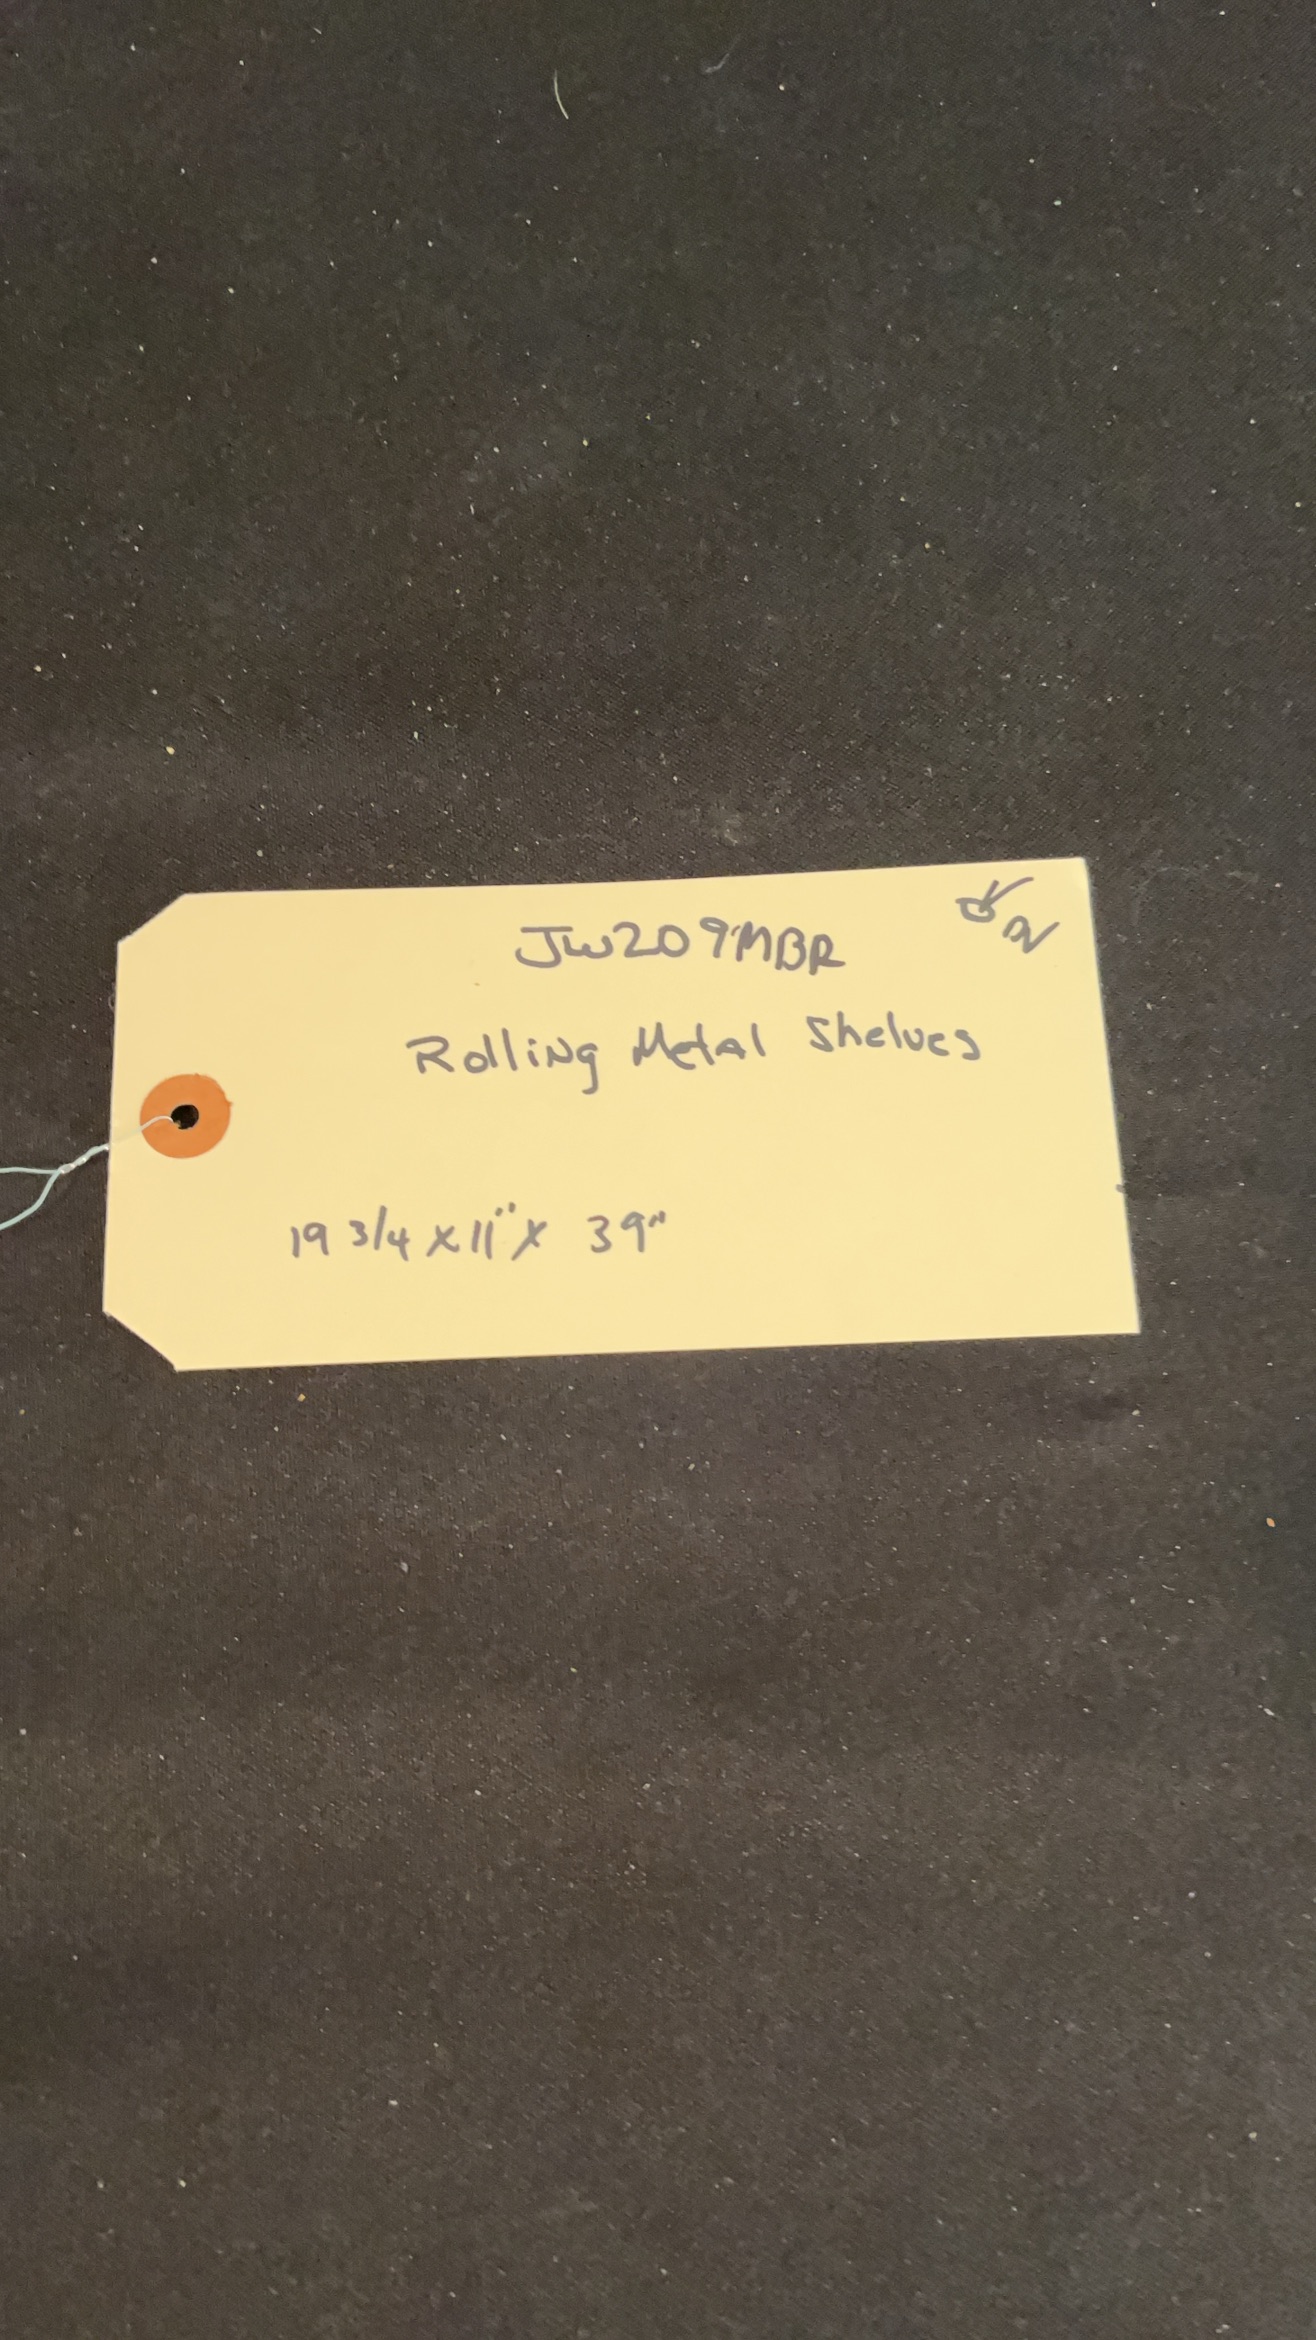 JW209MBR
Rolling Metal Shelves
19 3/4 x 11" x 39"